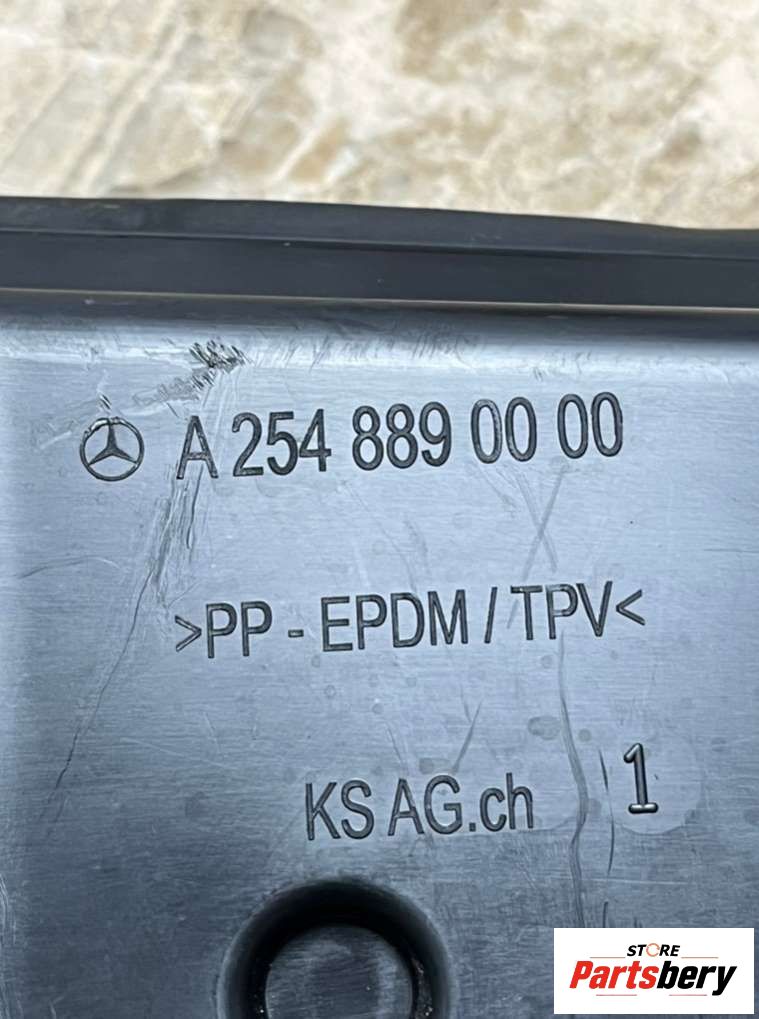 A 254 889 00 00
>PP - EPDM / TPV<
KS AG.ch 1
STORE
Partsbery